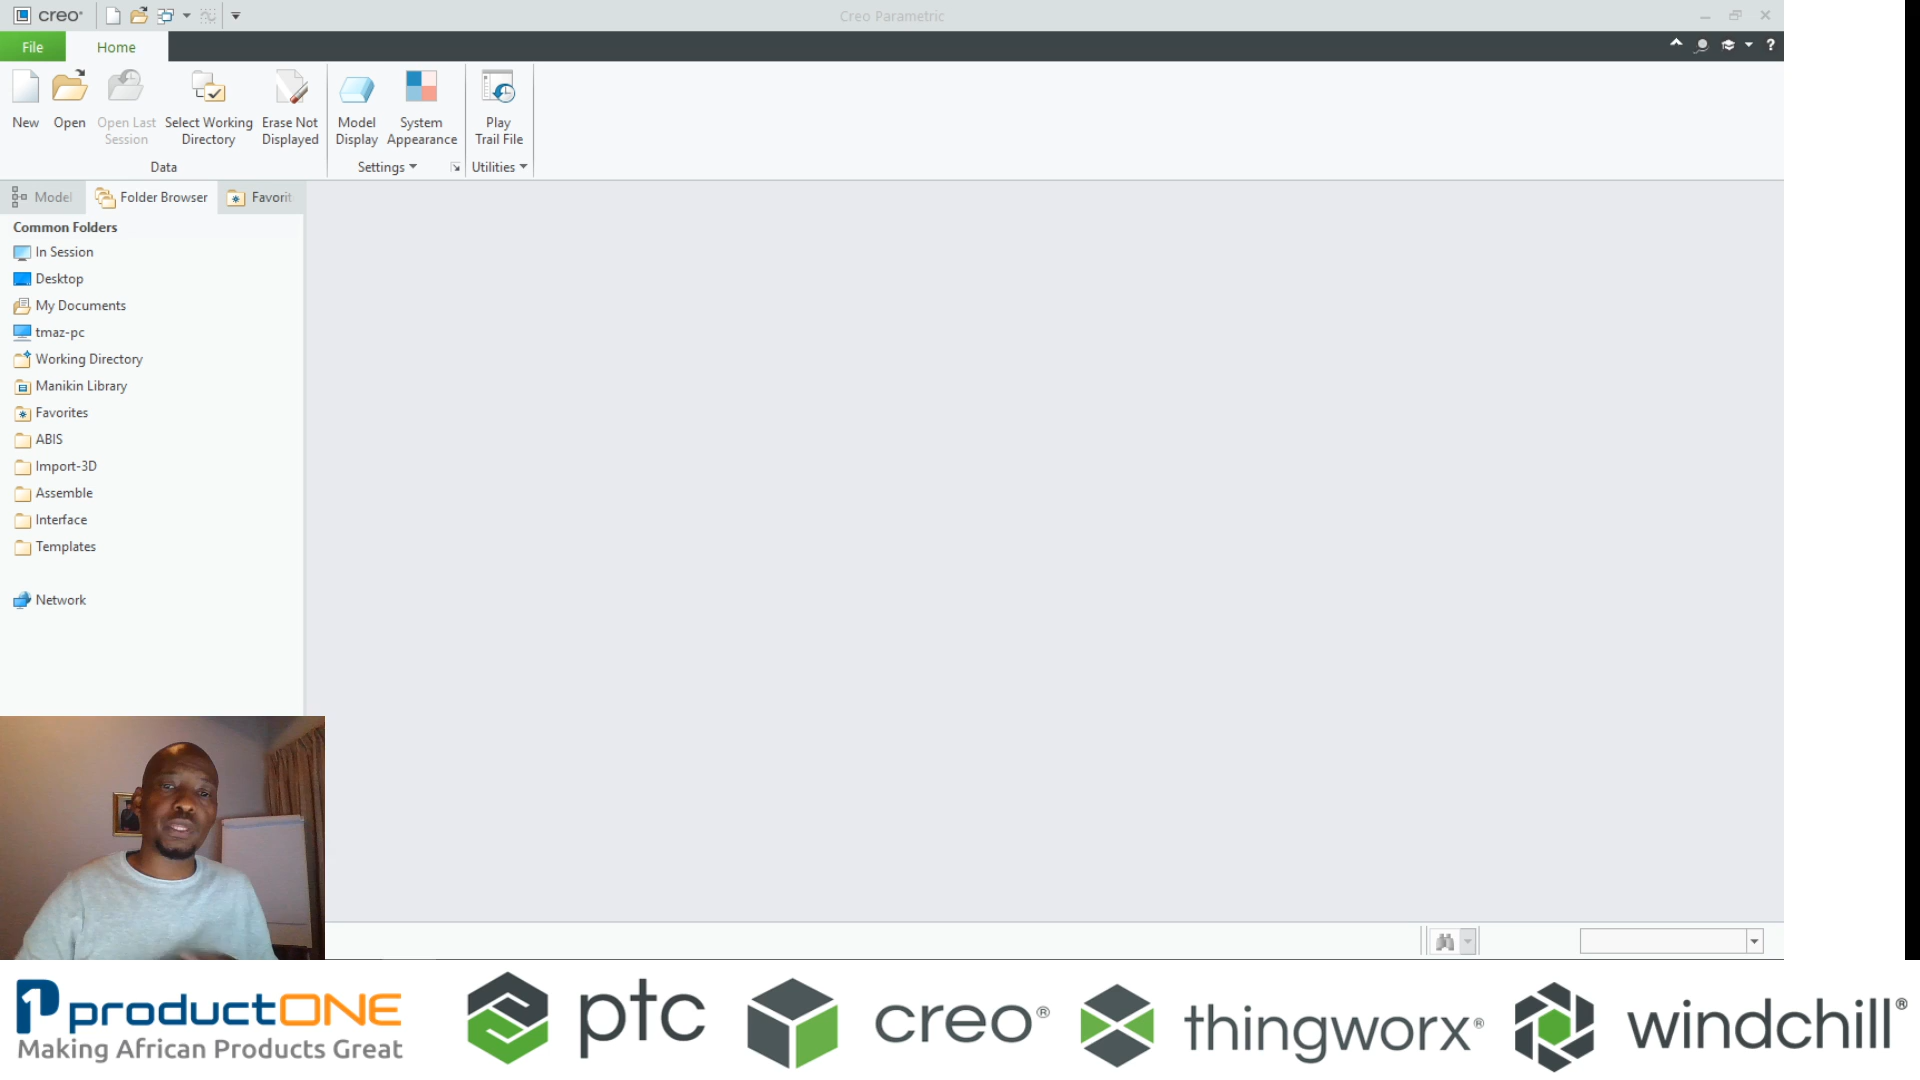 creo®
Creo Parametric
File
Home
?
New
Open
Open Last
Session
Select Working
Directory
Erase Not
Displayed
Model
Display
System
Appearance
Play
Trail File
Data
Settings
Utilities
Model
Folder Browser
Favorit
Common Folders
In Session
Desktop
My Documents
tmaz-pc
Working Directory
Manikin Library
Favorites
ABIS
Import-3D
Assemble
Interface
Templates
Network
1 productONE
Making African Products Great
ptc
creo®
thingworx®
windchill®